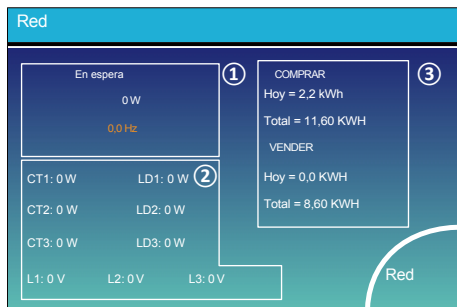 Red
En espera
0 W
0,0 Hz
①
CT1: 0 W LD1: 0 W ②
CT2: 0 W LD2: 0 W
CT3: 0 W LD3: 0 W
L1: 0 V L2: 0 V L3: 0 V
COMPRAR ③
Hoy = 2,2 kWh
Total = 11,60 KWH
VENDER
Hoy = 0,0 KWH
Total = 8,60 KWH
Red